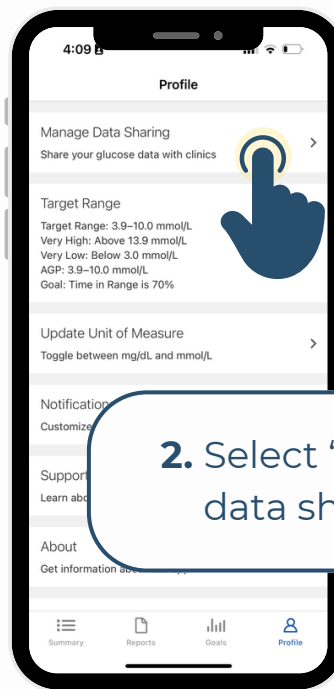 4:09
Profile
Manage Data Sharing
Share your glucose data with clinics
Target Range
Target Range: 3.9–10.0 mmol/L
Very High: Above 13.9 mmol/L
Very Low: Below 3.0 mmol/L
AGP: 3.9–10.0 mmol/L
Goal: Time in Range is 70%
Update Unit of Measure
Toggle between mg/dL and mmol/L
Notification
Customize
Support
Learn
2. Select “
data sh
About
Get information
Summary Reports Goals Profile